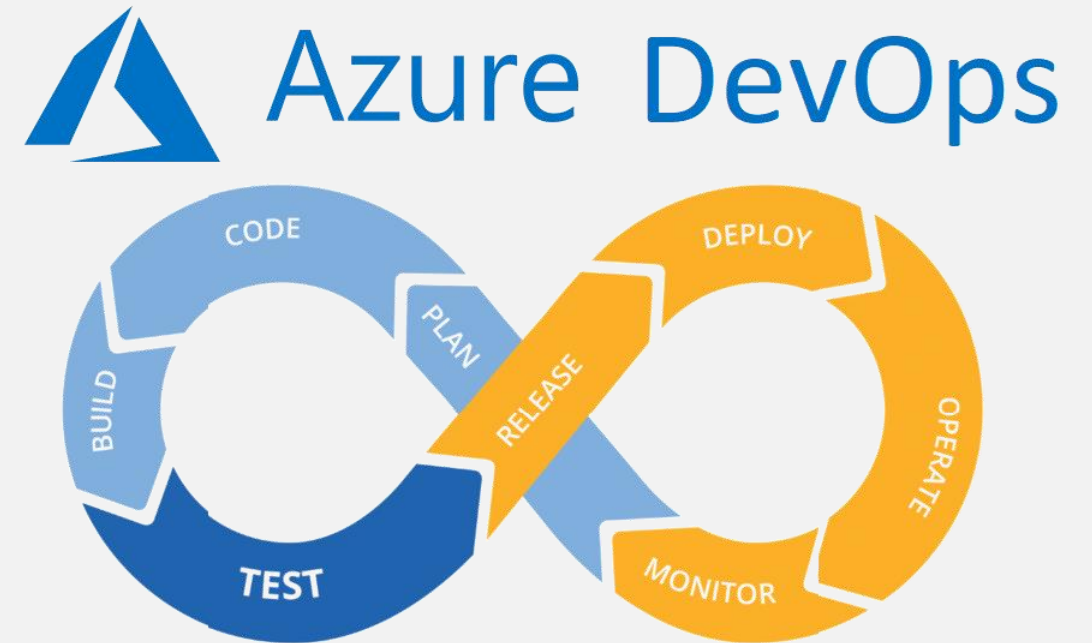 Azure DevOps
CODE
DEPLOY
PLAN
RELEASE
BUILD
OPERATE
TEST
MONITOR